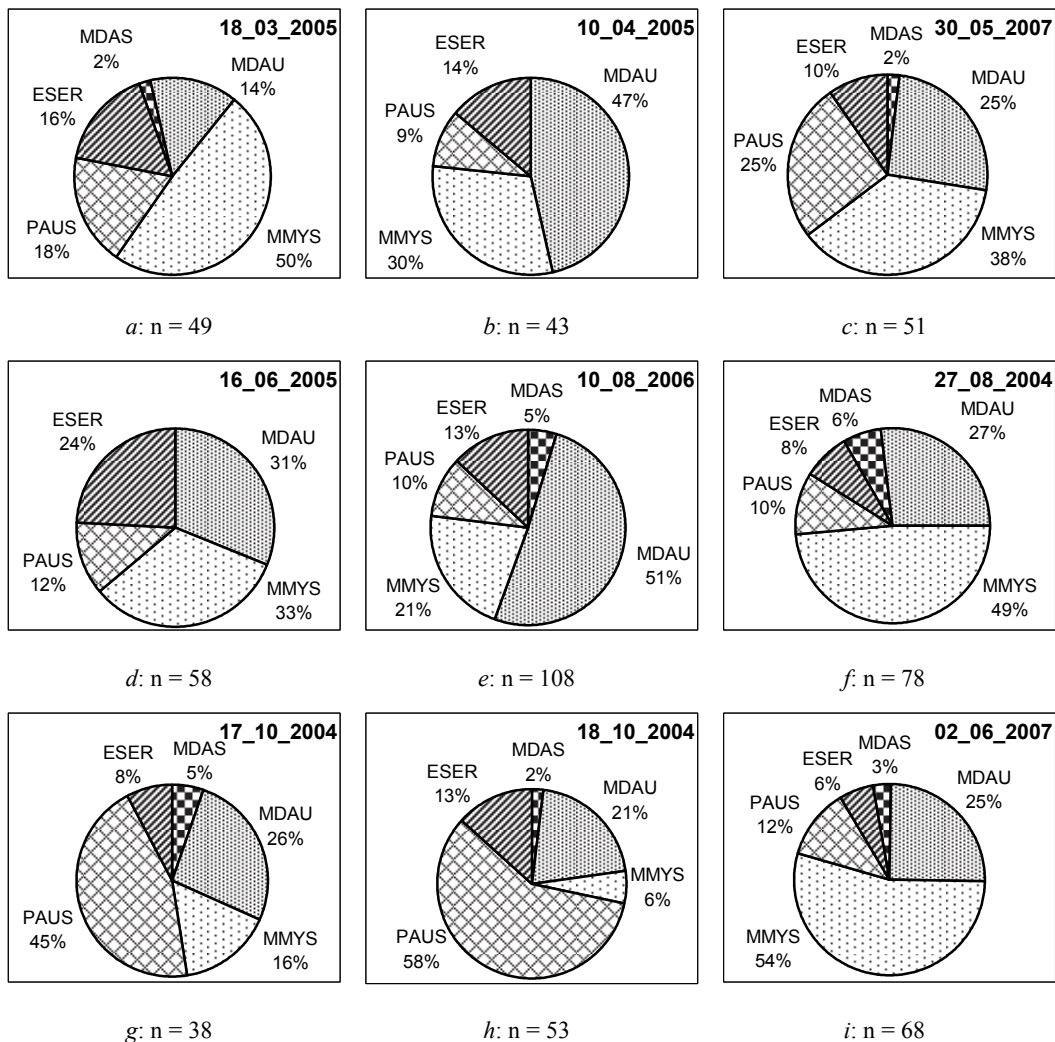 18_03_2005
MDAS
2%
MDAU
14%
ESER
16%
PAUS
18%
MMYS
50%
a: n = 49
10_04_2005
ESER
14%
MDAU
47%
PAUS
9%
MMYS
30%
b: n = 43
30_05_2007
ESER
10%
MDAS
2%
MDAU
25%
PAUS
25%
MMYS
38%
c: n = 51
16_06_2005
ESER
24%
MDAU
31%
PAUS
12%
MMYS
33%
d: n = 58
10_08_2006
MDAS
5%
ESER
13%
PAUS
10%
MMYS
21%
MDAU
51%
e: n = 108
27_08_2004
MDAS
6%
MDAU
27%
ESER
8%
PAUS
10%
MMYS
49%
f: n = 78
17_10_2004
ESER
8%
MDAS
5%
MDAU
26%
PAUS
45%
MMYS
16%
g: n = 38
18_10_2004
MDAS
2%
ESER
13%
MDAU
21%
MMYS
6%
PAUS
58%
h: n = 53
02_06_2007
MDAS
3%
ESER
6%
MDAU
25%
PAUS
12%
MMYS
54%
i: n = 68